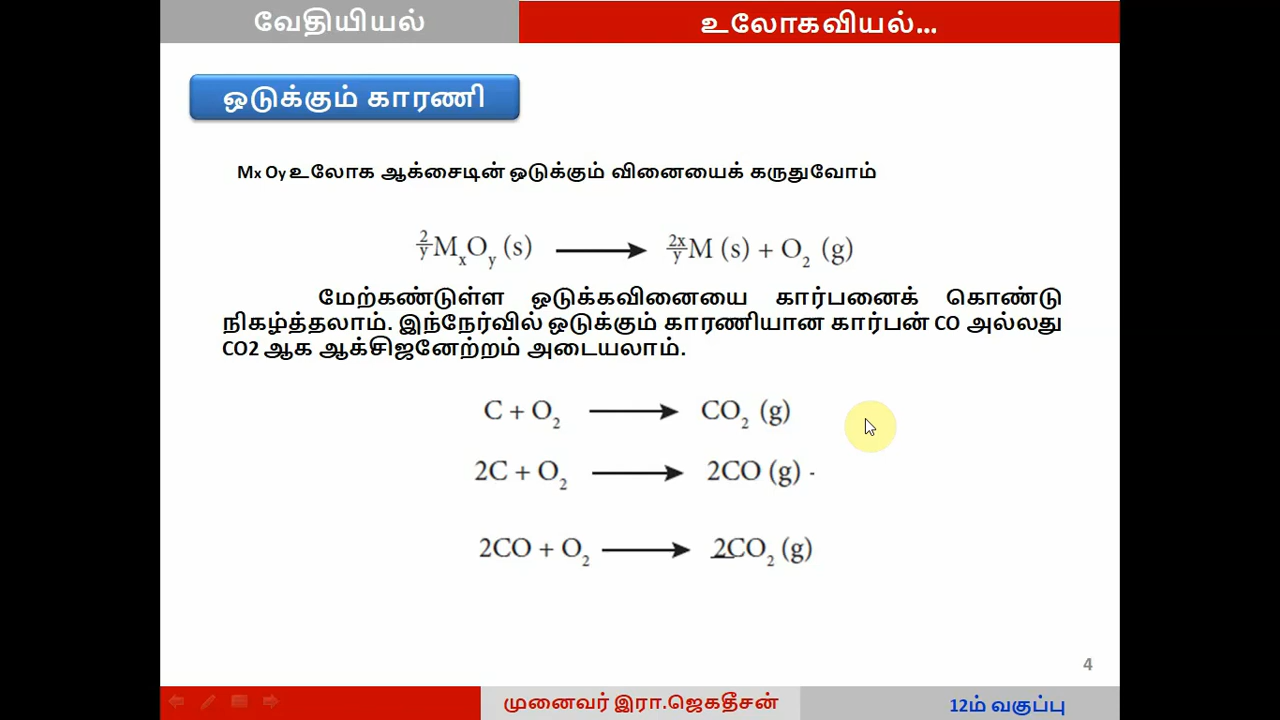 வேதியியல்
உலோகவியல்...
ஒடுக்கும் காரணி
Mx Oy உலோக ஆக்சைடின் ஒடுக்கும் வினையைக் கருதுவோம்
2/y MₓOᵧ (s) ⟶ 2x/y M (s) + O₂ (g)
மேற்கண்டுள்ள ஒடுக்கவினையை கார்பனைக் கொண்டு
நிகழ்த்தலாம். இந்நேர்வில் ஒடுக்கும் காரணியான கார்பன் CO அல்லது
CO2 ஆக ஆக்சிஜனேற்றம் அடையலாம்.
C + O₂ ⟶ CO₂ (g)
2C + O₂ ⟶ 2CO (g) -
2CO + O₂ ⟶ 2CO₂ (g)
4
முனைவர் இரா.ஜெகதீசன்
12ம் வகுப்பு